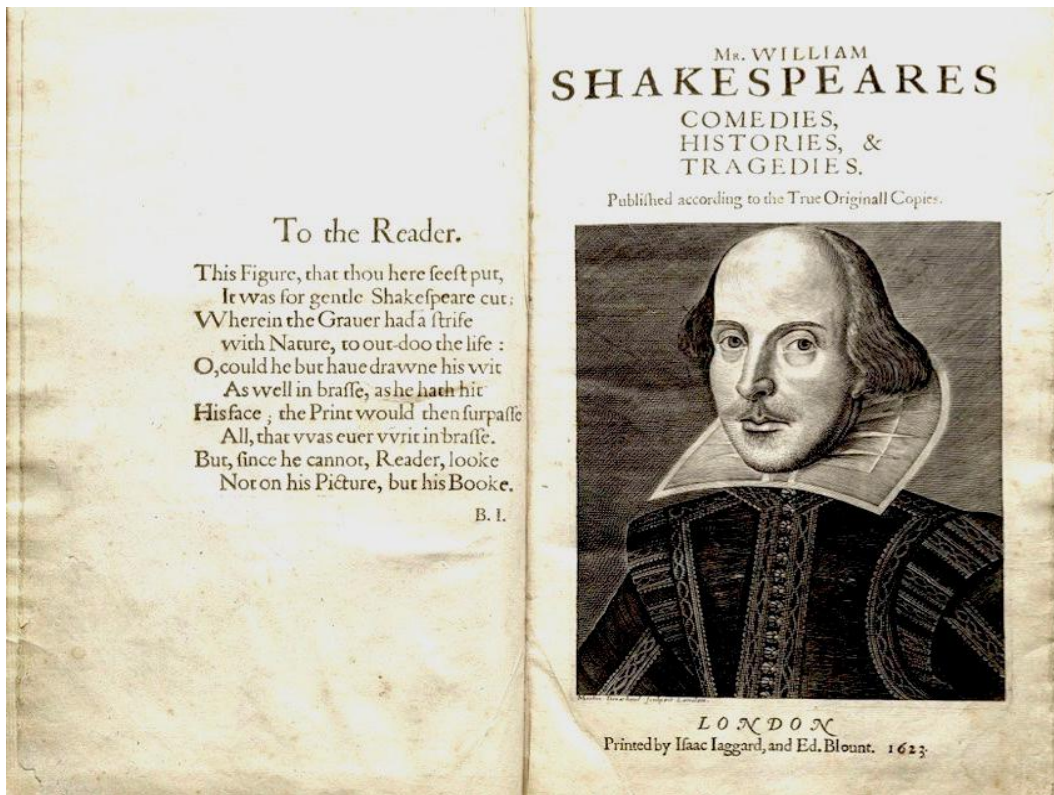 To the Reader.
This Figure, that thou here ſeeſt put,
It was for gentle Shakeſpeare cut:
Wherein the Grauer had a ſtrife
with Nature, to out-doo the life :
O,could he but haue drawne his wit
As well in braſſe, as he hath hit
His face ; the Print would then ſurpaſſe
All, that vvas euer vvrit in braſſe.
But, ſince he cannot, Reader, looke
Not on his Picture, but his Booke.
B. I.
Mr. WILLIAM
SHAKESPEARES
COMEDIES,
HISTORIES, &
TRAGEDIES.
Publiſhed according to the True Originall Copies.
Martin Droeshout ſculpsit London.
LONDON
Printed by Iſaac Iaggard, and Ed. Blount. 1623.